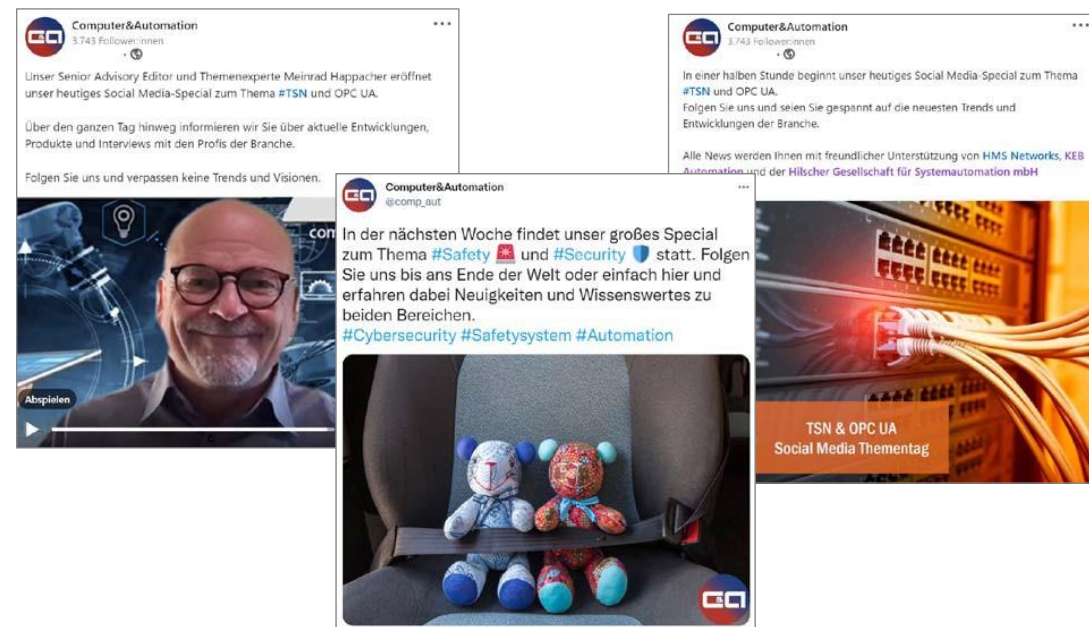 Computer&Automation
3.743 Follower:innen
Unser Senior Advisory Editor und Themenexperte Meinrad Happacher eröffnet
unser heutiges Social Media-Special zum Thema #TSN und OPC UA.
Über den ganzen Tag hinweg informieren wir Sie über aktuelle Entwicklungen,
Produkte und Interviews mit den Profis der Branche.
Folgen Sie uns und verpassen keine Trends und Visionen.
com
Abspielen
Computer&Automation
@comp_aut
In der nächsten Woche findet unser großes Special
zum Thema #Safety 🚨 und #Security 🛡️ statt. Folgen
Sie uns bis ans Ende der Welt oder einfach hier und
erfahren dabei Neuigkeiten und Wissenswertes zu
beiden Bereichen.
#Cybersecurity #Safetysystem #Automation
C&A
Computer&Automation
3.743 Follower:innen
In einer halben Stunde beginnt unser heutiges Social Media-Special zum Thema
#TSN und OPC UA.
Folgen Sie uns und seien Sie gespannt auf die neuesten Trends und
Entwicklungen der Branche.
Alle News werden Ihnen mit freundlicher Unterstützung von HMS Networks, KEB
Automation und der Hilscher Gesellschaft für Systemautomation mbH
TSN & OPC UA
Social Media Thementag